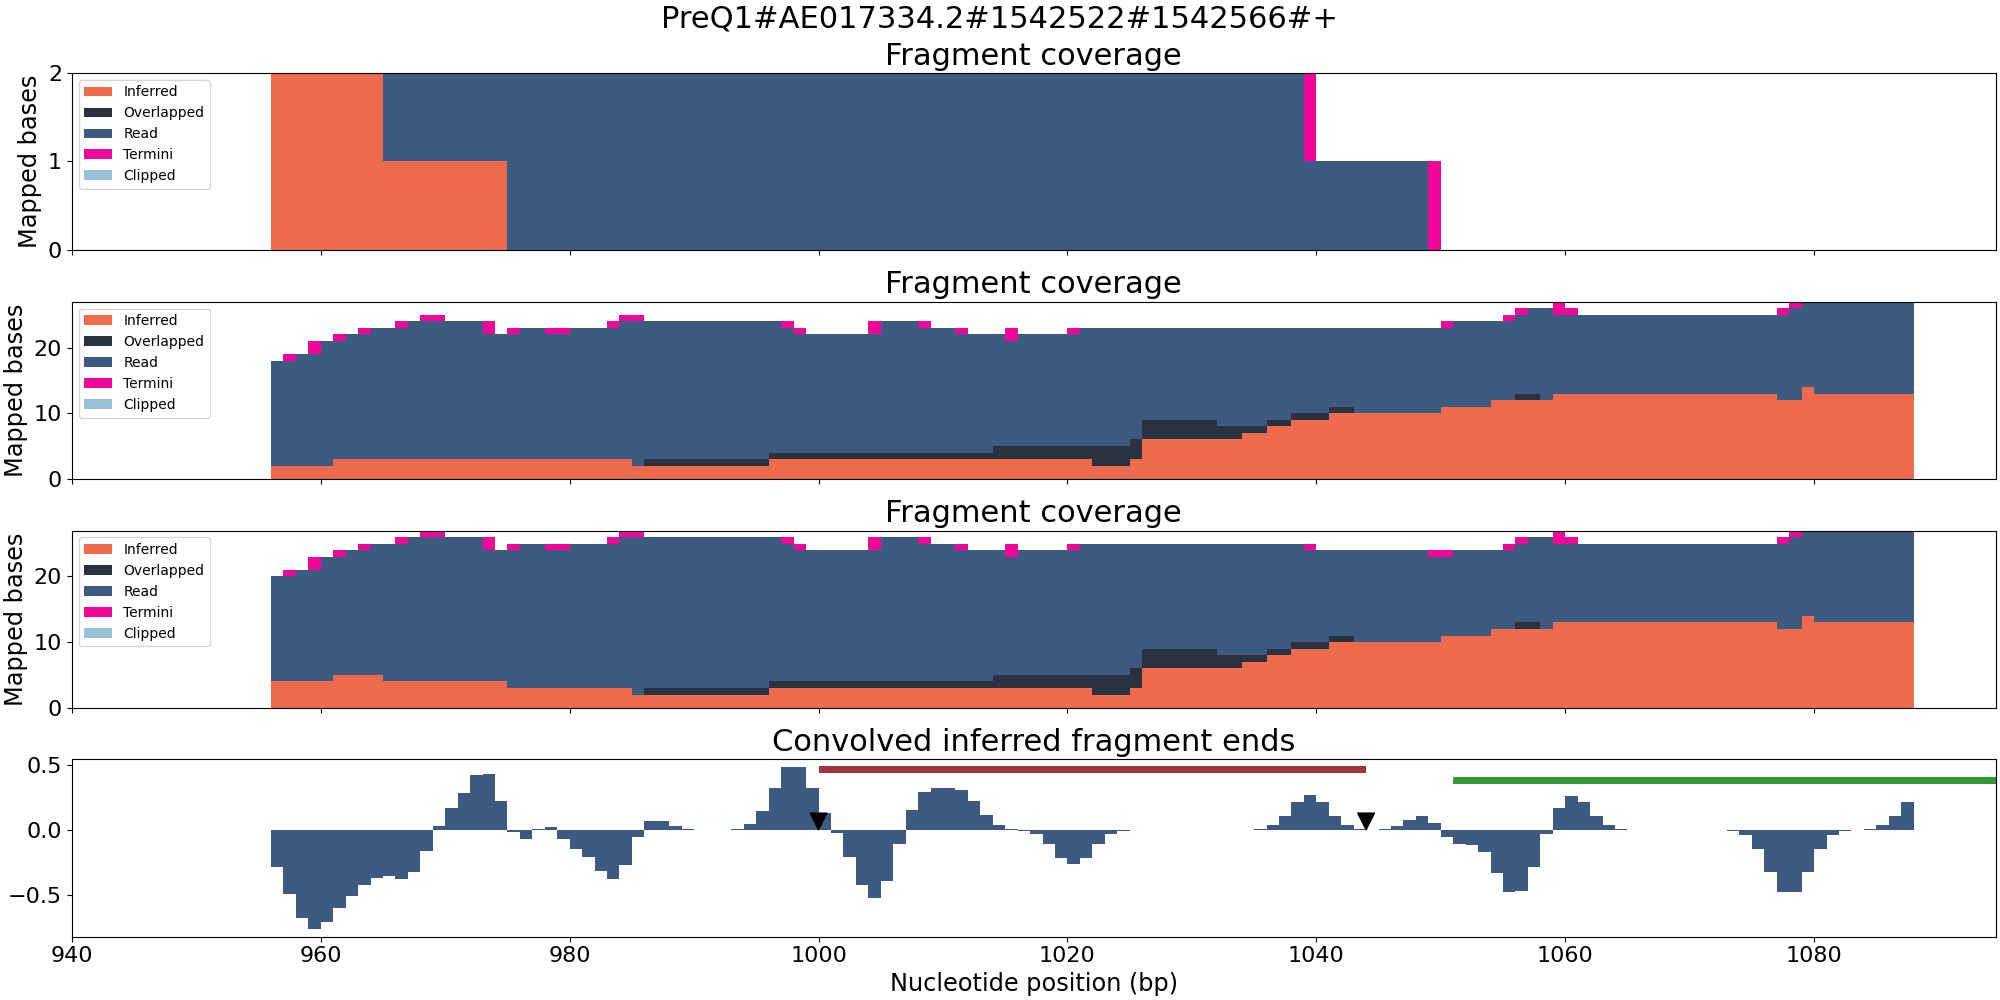 PreQ1#AE017334.2#1542522#1542566#+
Fragment coverage
Mapped bases
2
1
0
Inferred
Overlapped
Read
Termini
Clipped
Fragment coverage
Mapped bases
20
10
0
Inferred
Overlapped
Read
Termini
Clipped
Fragment coverage
Mapped bases
20
10
0
Inferred
Overlapped
Read
Termini
Clipped
Convolved inferred fragment ends
0.5
0.0
−0.5
940 960 980 1000 1020 1040 1060 1080
Nucleotide position (bp)